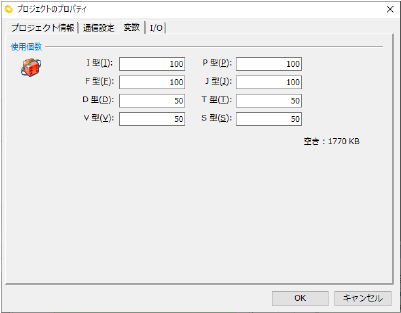 プロジェクトのプロパティ
プロジェクト情報 通信設定 変数 I/O
使用個数
I 型(I): 100 P 型(P): 100
F 型(F): 100 J 型(J): 100
D 型(D): 50 T 型(T): 50
V 型(V): 50 S 型(S): 50
空き : 1770 KB
OK キャンセル